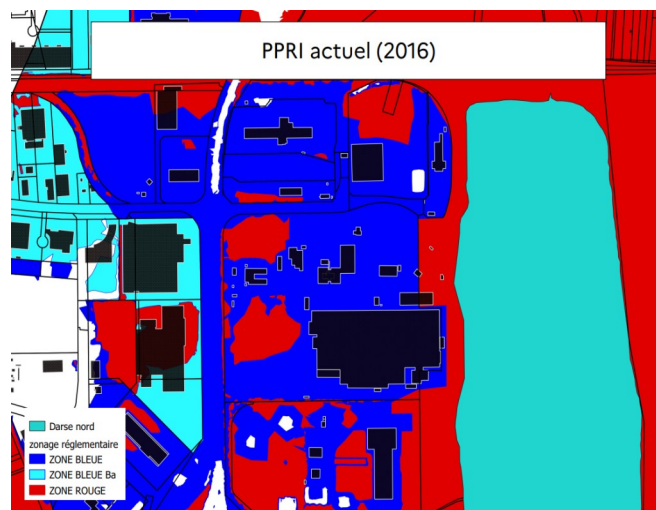 PPRI actuel (2016)
Darse nord
zonage réglementaire
ZONE BLEUE
ZONE BLEUE Ba
ZONE ROUGE